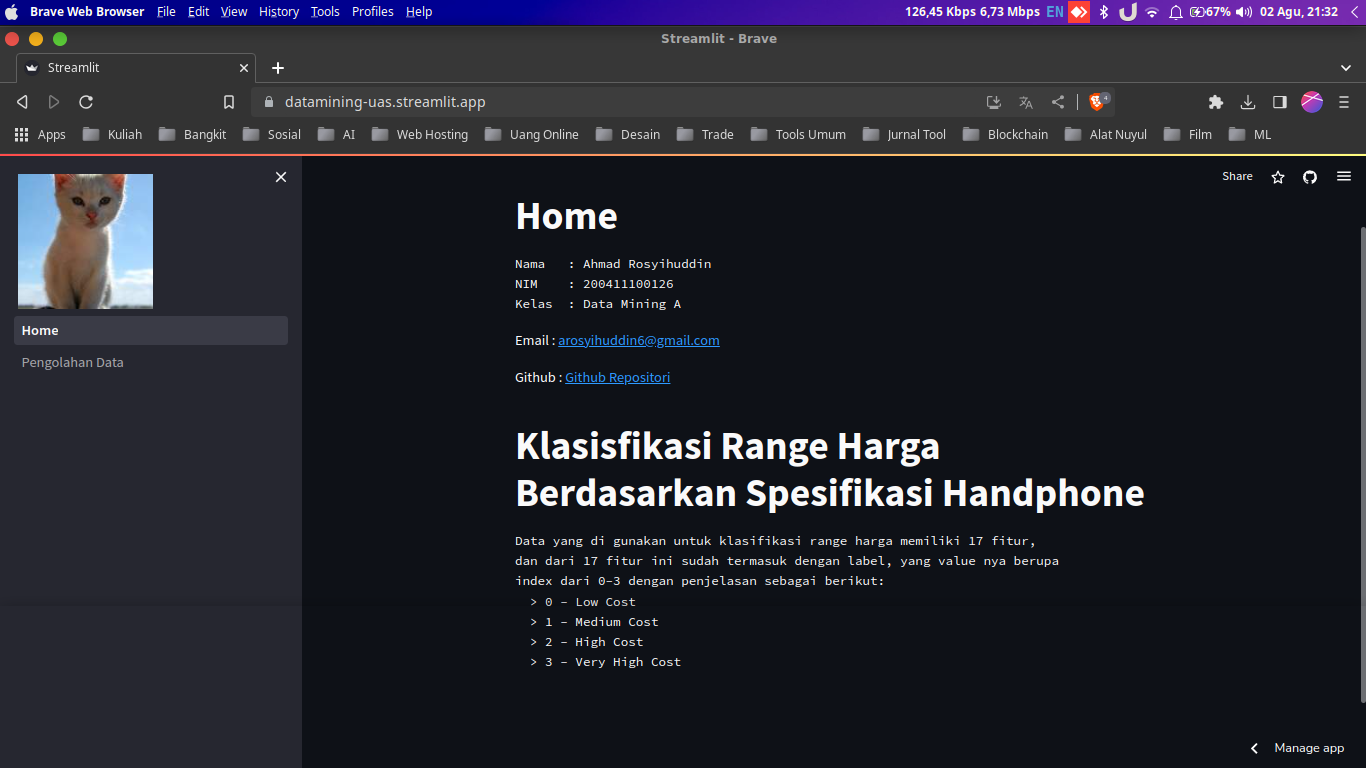 Brave Web Browser File Edit View History Tools Profiles Help 126,45 Kbps 6,73 Mbps EN 67% 02 Agu, 21:32
Streamlit - Brave
Streamlit
datamining-uas.streamlit.app 4
Apps Kuliah Bangkit Sosial AI Web Hosting Uang Online Desain Trade Tools Umum Jurnal Tool Blockchain Alat Nuyul Film ML
Share
Home
Pengolahan Data
Home
Nama : Ahmad Rosyihuddin
NIM : 200411100126
Kelas : Data Mining A
Email : arosyihuddin6@gmail.com
Github : Github Repositori
Klasisfikasi Range Harga
Berdasarkan Spesifikasi Handphone
Data yang di gunakan untuk klasifikasi range harga memiliki 17 fitur,
dan dari 17 fitur ini sudah termasuk dengan label, yang value nya berupa
index dari 0-3 dengan penjelasan sebagai berikut:
> 0 - Low Cost
> 1 - Medium Cost
> 2 - High Cost
> 3 - Very High Cost
Manage app